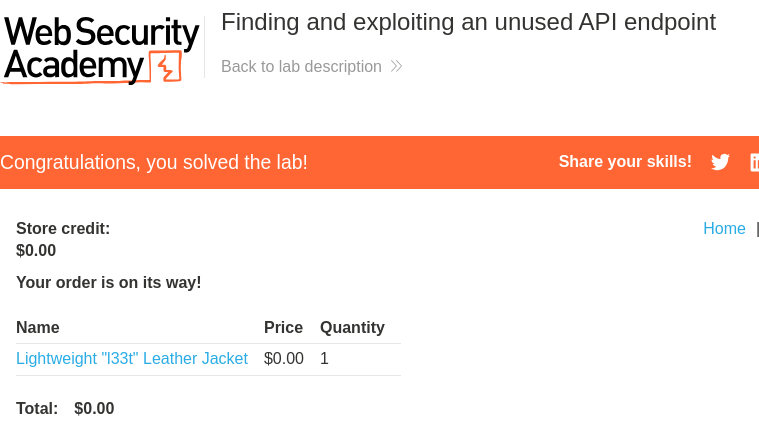 Web Security
Academy
Finding and exploiting an unused API endpoint
Back to lab description
Congratulations, you solved the lab!
Share your skills!
Store credit:
$0.00
Home |
Your order is on its way!
Name Price Quantity
Lightweight "l33t" Leather Jacket $0.00 1
Total: $0.00